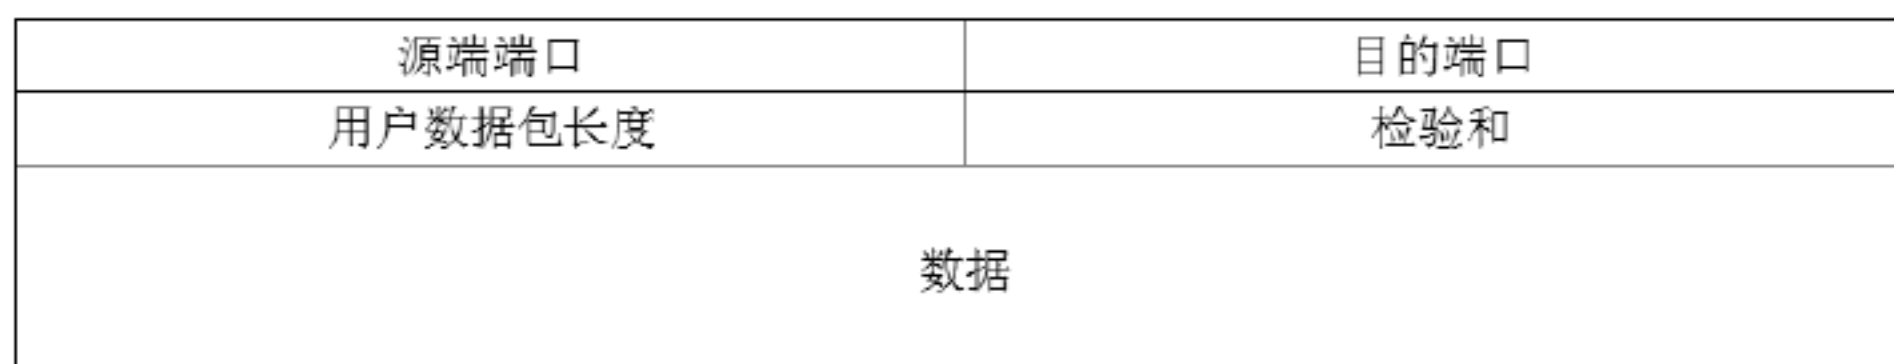 源端端口 目的端口
用户数据包长度 检验和
数据